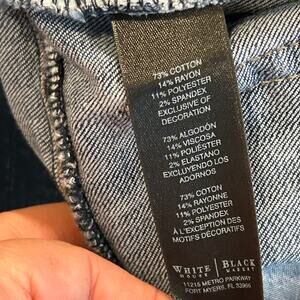 73% COTTON
14% RAYON
11% POLYESTER
2% SPANDEX
EXCLUSIVE OF
DECORATION
73% ALGODÓN
14% VISCOSA
11% POLIÉSTER
2% ELASTANO
EXCLUYENDO LOS
ADORNOS
73% COTON
14% RAYONNE
11% POLYESTER
2% SPANDEX
À L'EXCEPTION DES
MOTIFS DÉCORATIFS
WHITE | BLACK
HOUSE MARKET
11215 METRO PARKWAY
FORT MYERS, FL 33966